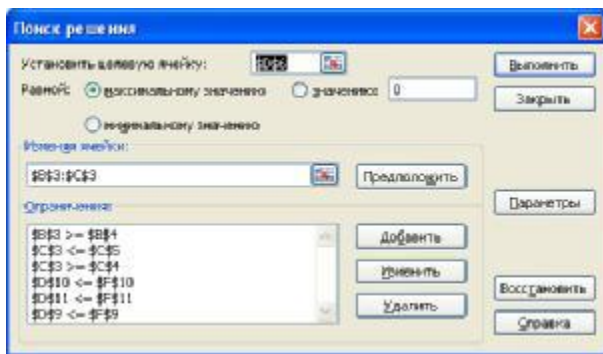 Поиск решения
Установить целевую ячейку: $D$6
Равной: максимальному значению значению: 0
минимальному значению
Изменяя ячейки:
$B$3:$C$3
Предположить
Ограничения:
$B$3 >= $B$4
$C$3 <= $C$5
$C$3 >= $C$4
$D$10 <= $F$10
$D$11 <= $F$11
$D$9 <= $F$9
Добавить
Изменить
Удалить
Выполнить
Закрыть
Параметры
Восстановить
Справка